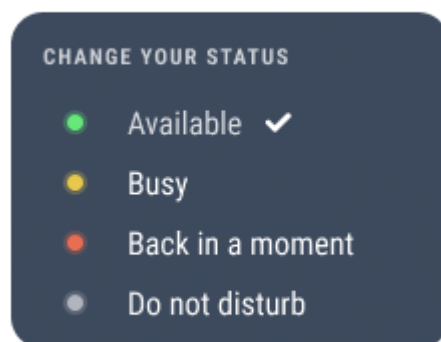 CHANGE YOUR STATUS
Available
Busy
Back in a moment
Do not disturb